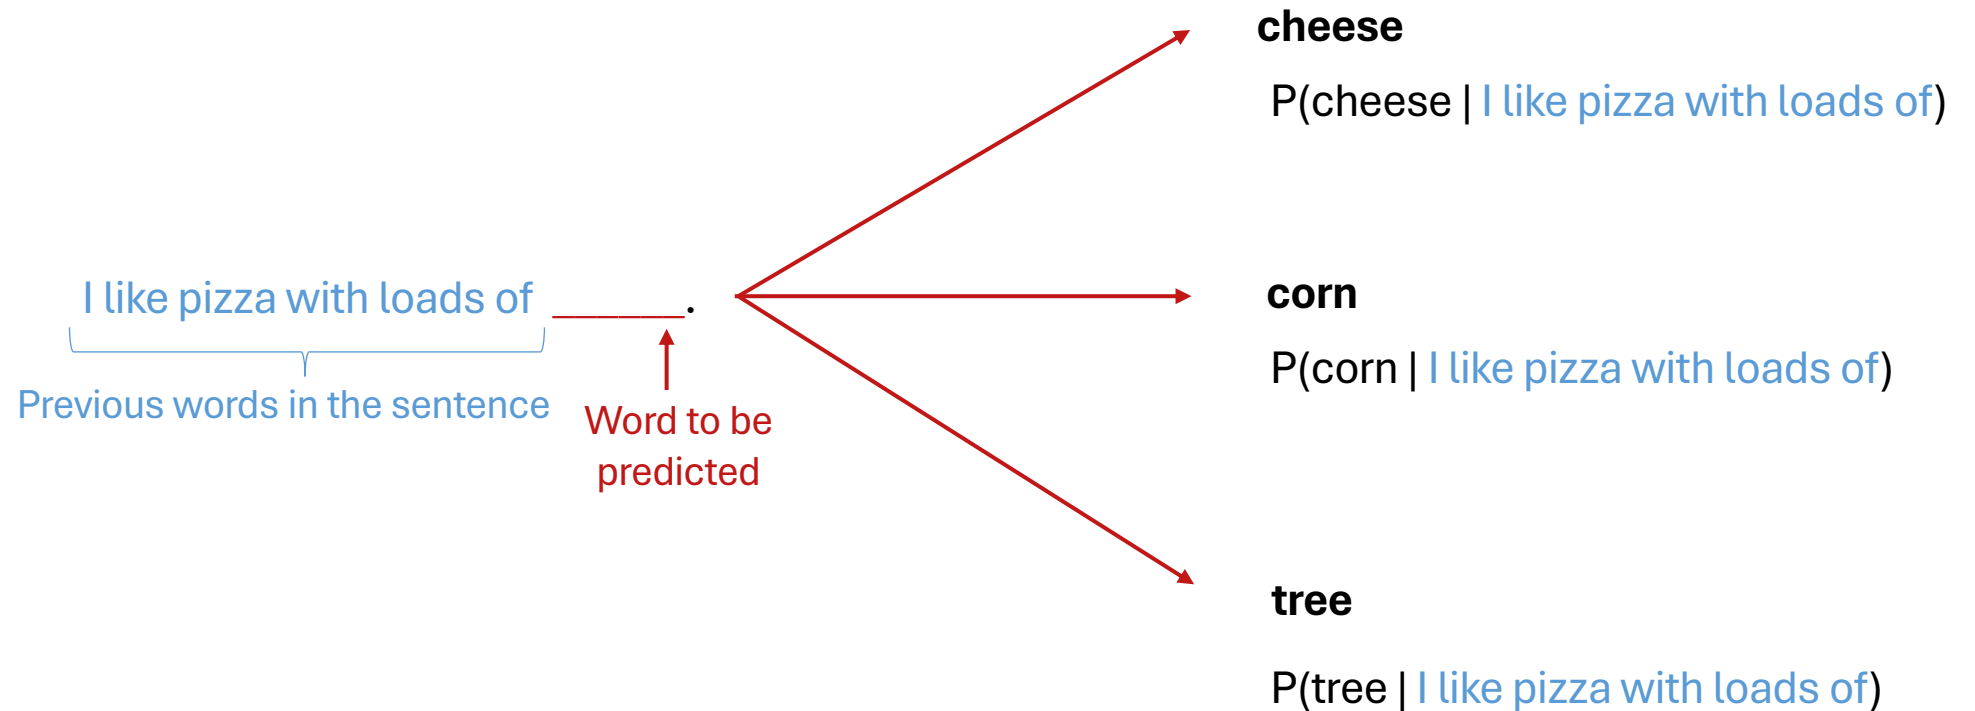 cheese
P(cheese | I like pizza with loads of)
I like pizza with loads of ______.
Previous words in the sentence
Word to be
predicted
corn
P(corn | I like pizza with loads of)
tree
P(tree | I like pizza with loads of)